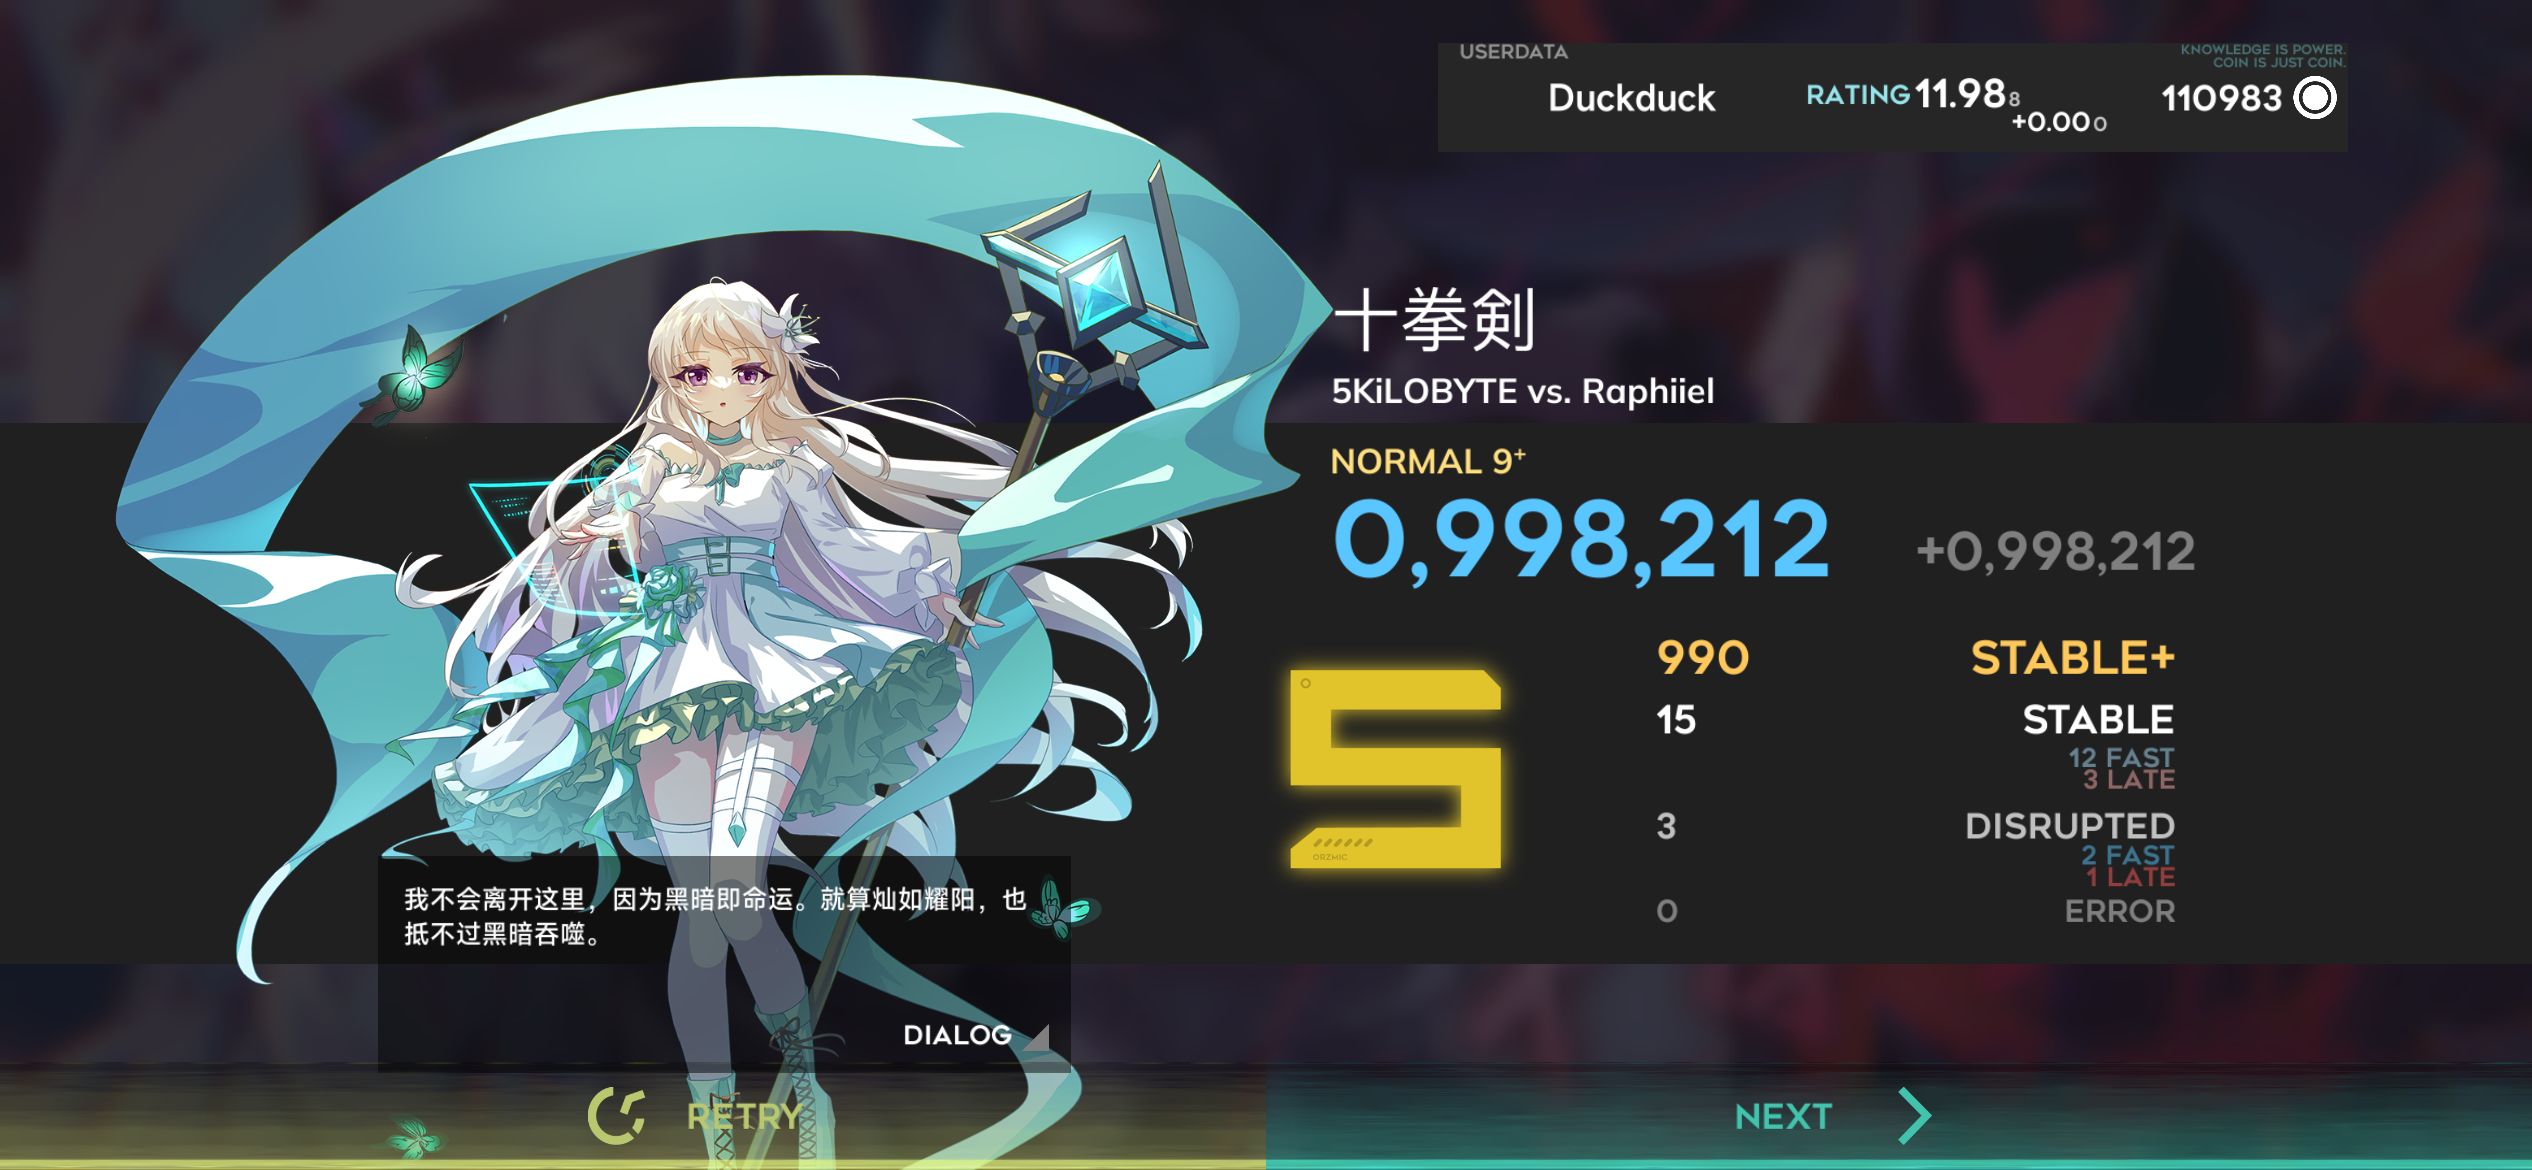 USERDATA
KNOWLEDGE IS POWER.
COIN IS JUST COIN.
Duckduck
RATING 11.988
+0.000
110983
十拳剣
5KiLOBYTE vs. Raphiiel
NORMAL 9+
0,998,212
+0,998,212
S
ORZMIC
990 STABLE+
15 STABLE
12 FAST
3 LATE
3 DISRUPTED
2 FAST
1 LATE
0 ERROR
我不会离开这里，因为黑暗即命运。就算灿如耀阳，也
抵不过黑暗吞噬。
DIALOG
RETRY
NEXT